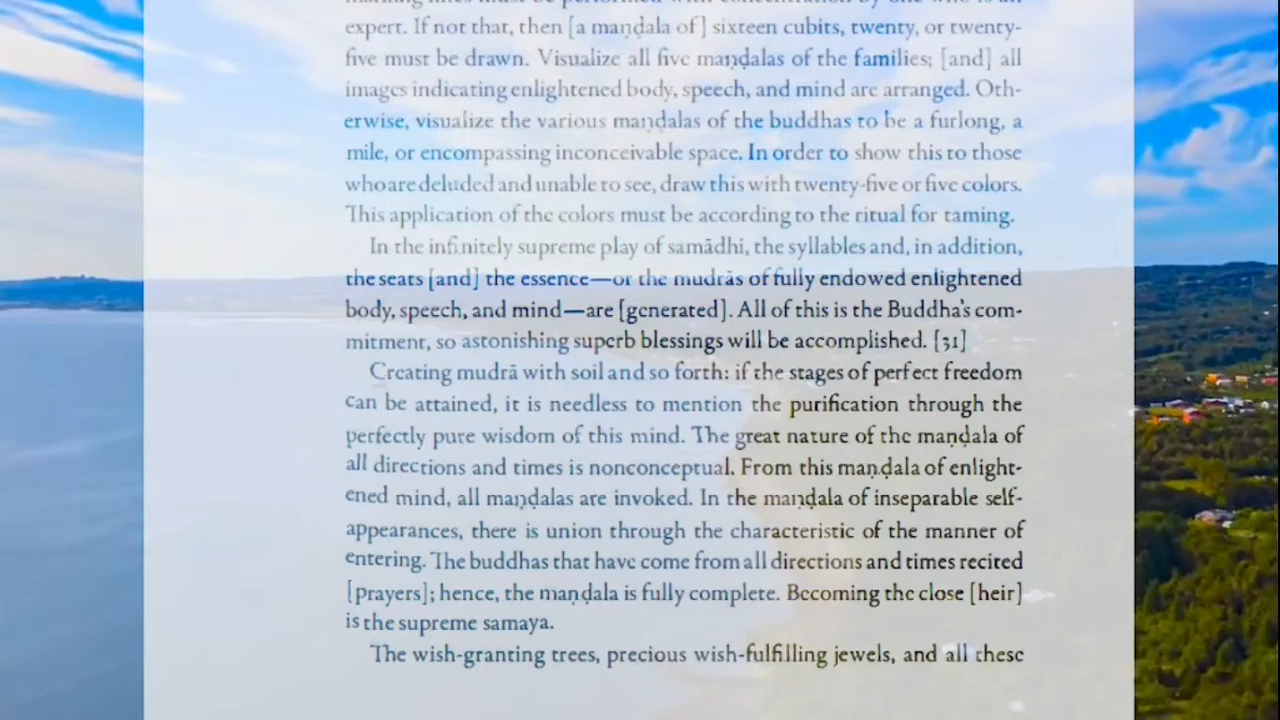 marking lines must be performed with concentration by one who is an
expert. If not that, then [a maṇḍala of] sixteen cubits, twenty, or twenty-
five must be drawn. Visualize all five maṇḍalas of the families; [and] all
images indicating enlightened body, speech, and mind are arranged. Oth-
erwise, visualize the various maṇḍalas of the buddhas to be a furlong, a
mile, or encompassing inconceivable space. In order to show this to those
who are deluded and unable to see, draw this with twenty-five or five colors.
This application of the colors must be according to the ritual for taming.
In the infinitely supreme play of samādhi, the syllables and, in addition,
the seats [and] the essence—or the mudrās of fully endowed enlightened
body, speech, and mind—are [generated]. All of this is the Buddha's com-
mitment, so astonishing superb blessings will be accomplished. [31]
Creating mudrā with soil and so forth: if the stages of perfect freedom
can be attained, it is needless to mention the purification through the
perfectly pure wisdom of this mind. The great nature of the maṇḍala of
all directions and times is nonconceptual. From this maṇḍala of enlight-
ened mind, all maṇḍalas are invoked. In the maṇḍala of inseparable self-
appearances, there is union through the characteristic of the manner of
entering. The buddhas that have come from all directions and times recited
[prayers]; hence, the maṇḍala is fully complete. Becoming the close [heir]
is the supreme samaya.
The wish-granting trees, precious wish-fulfilling jewels, and all these